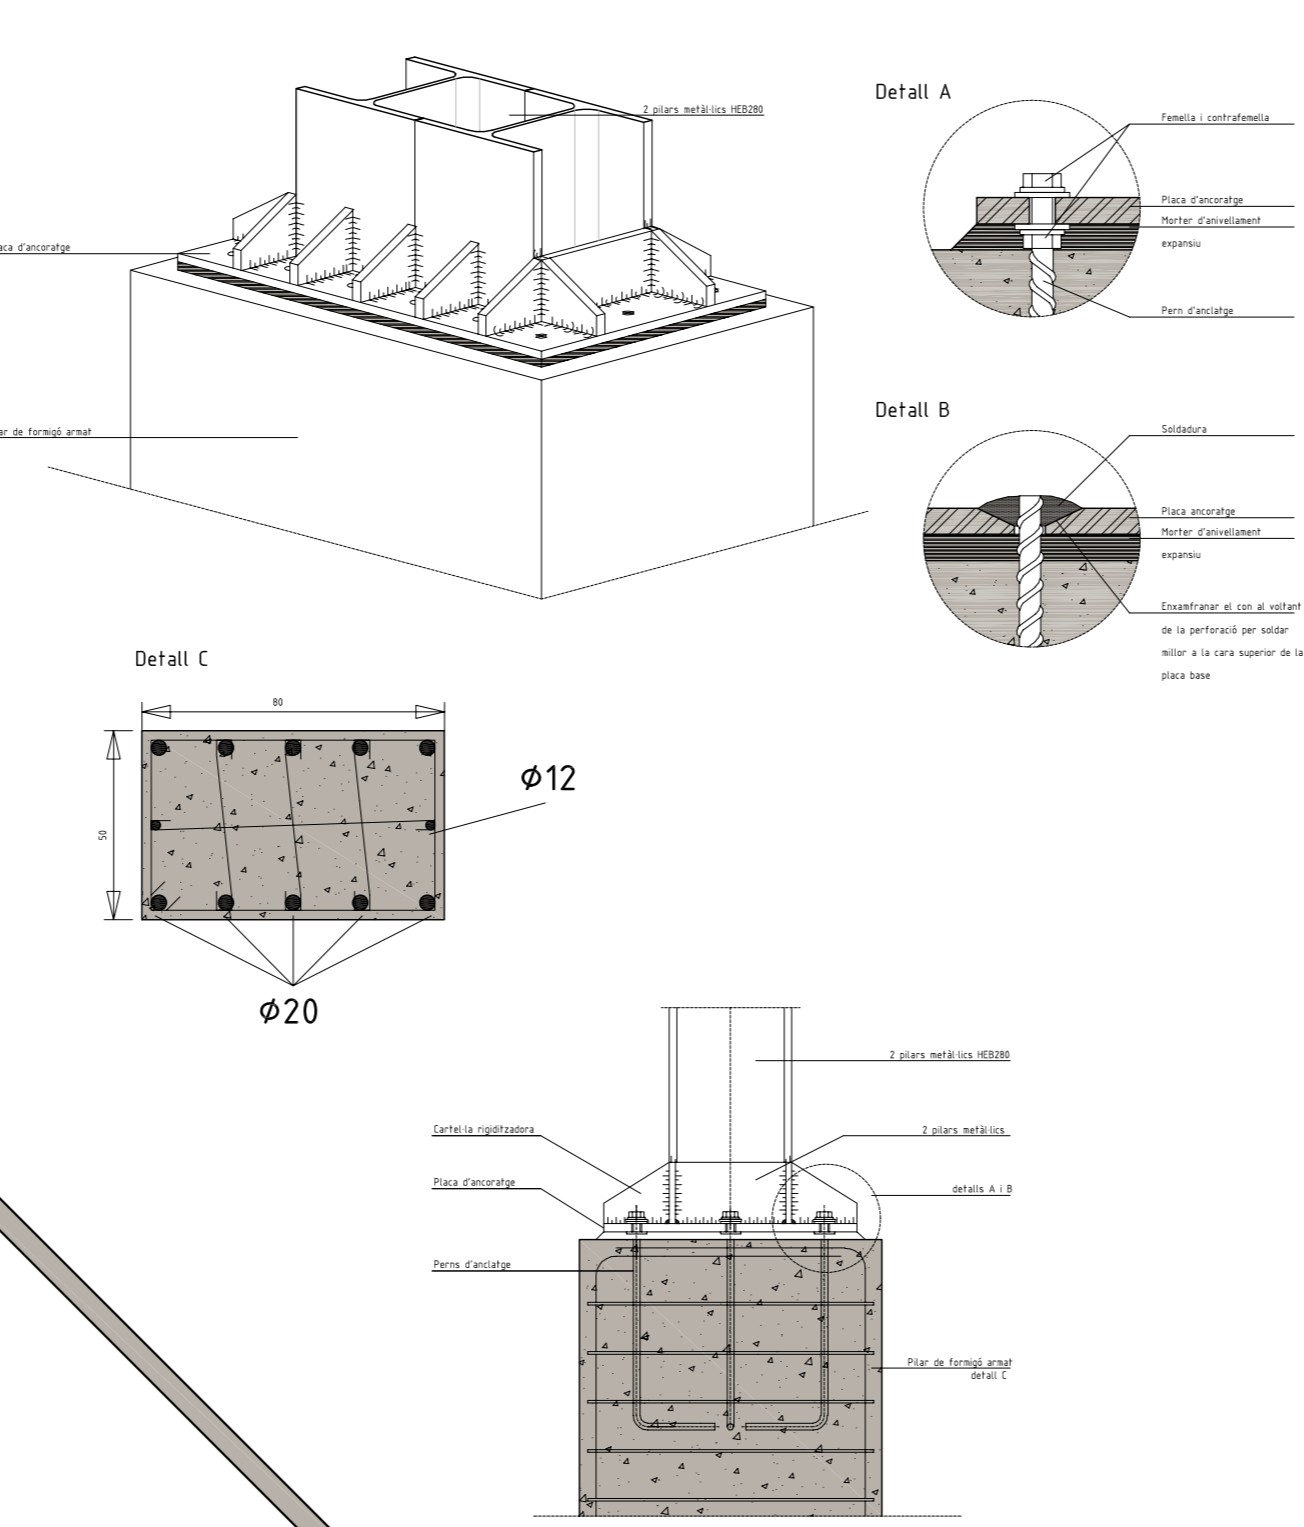 Detall A
2 pilars metàl·lics HEB280
Femella i contrafemella
Placa d'ancoratge
Morter d'anivellament
expansiu
aca d'ancoratge
Pern d'anclatge
Detall B
ar de formigó armat
Soldadura
Placa ancoratge
Morter d'anivellament
expansiu
Enxamfranar el con al voltant
de la perforació per soldar
millor a la cara superior de la
placa base
Detall C
80
50
Ø12
Ø20
2 pilars metàl·lics HEB280
Cartel·la rigiditzadora
2 pilars metàl·lics
Placa d'ancoratge
detalls A i B
Perns d'anclatge
Pilar de formigó armat
detall C